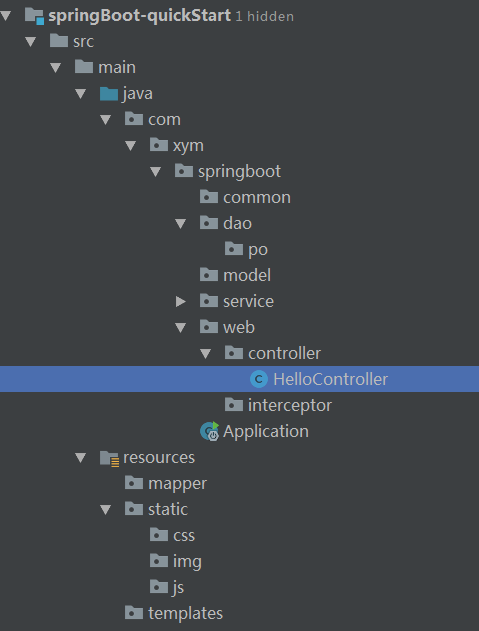 springBoot-quickStart 1 hidden
src
main
java
com
xym
springboot
common
dao
po
model
service
web
controller
C HelloController
interceptor
C Application
resources
mapper
static
css
img
js
templates